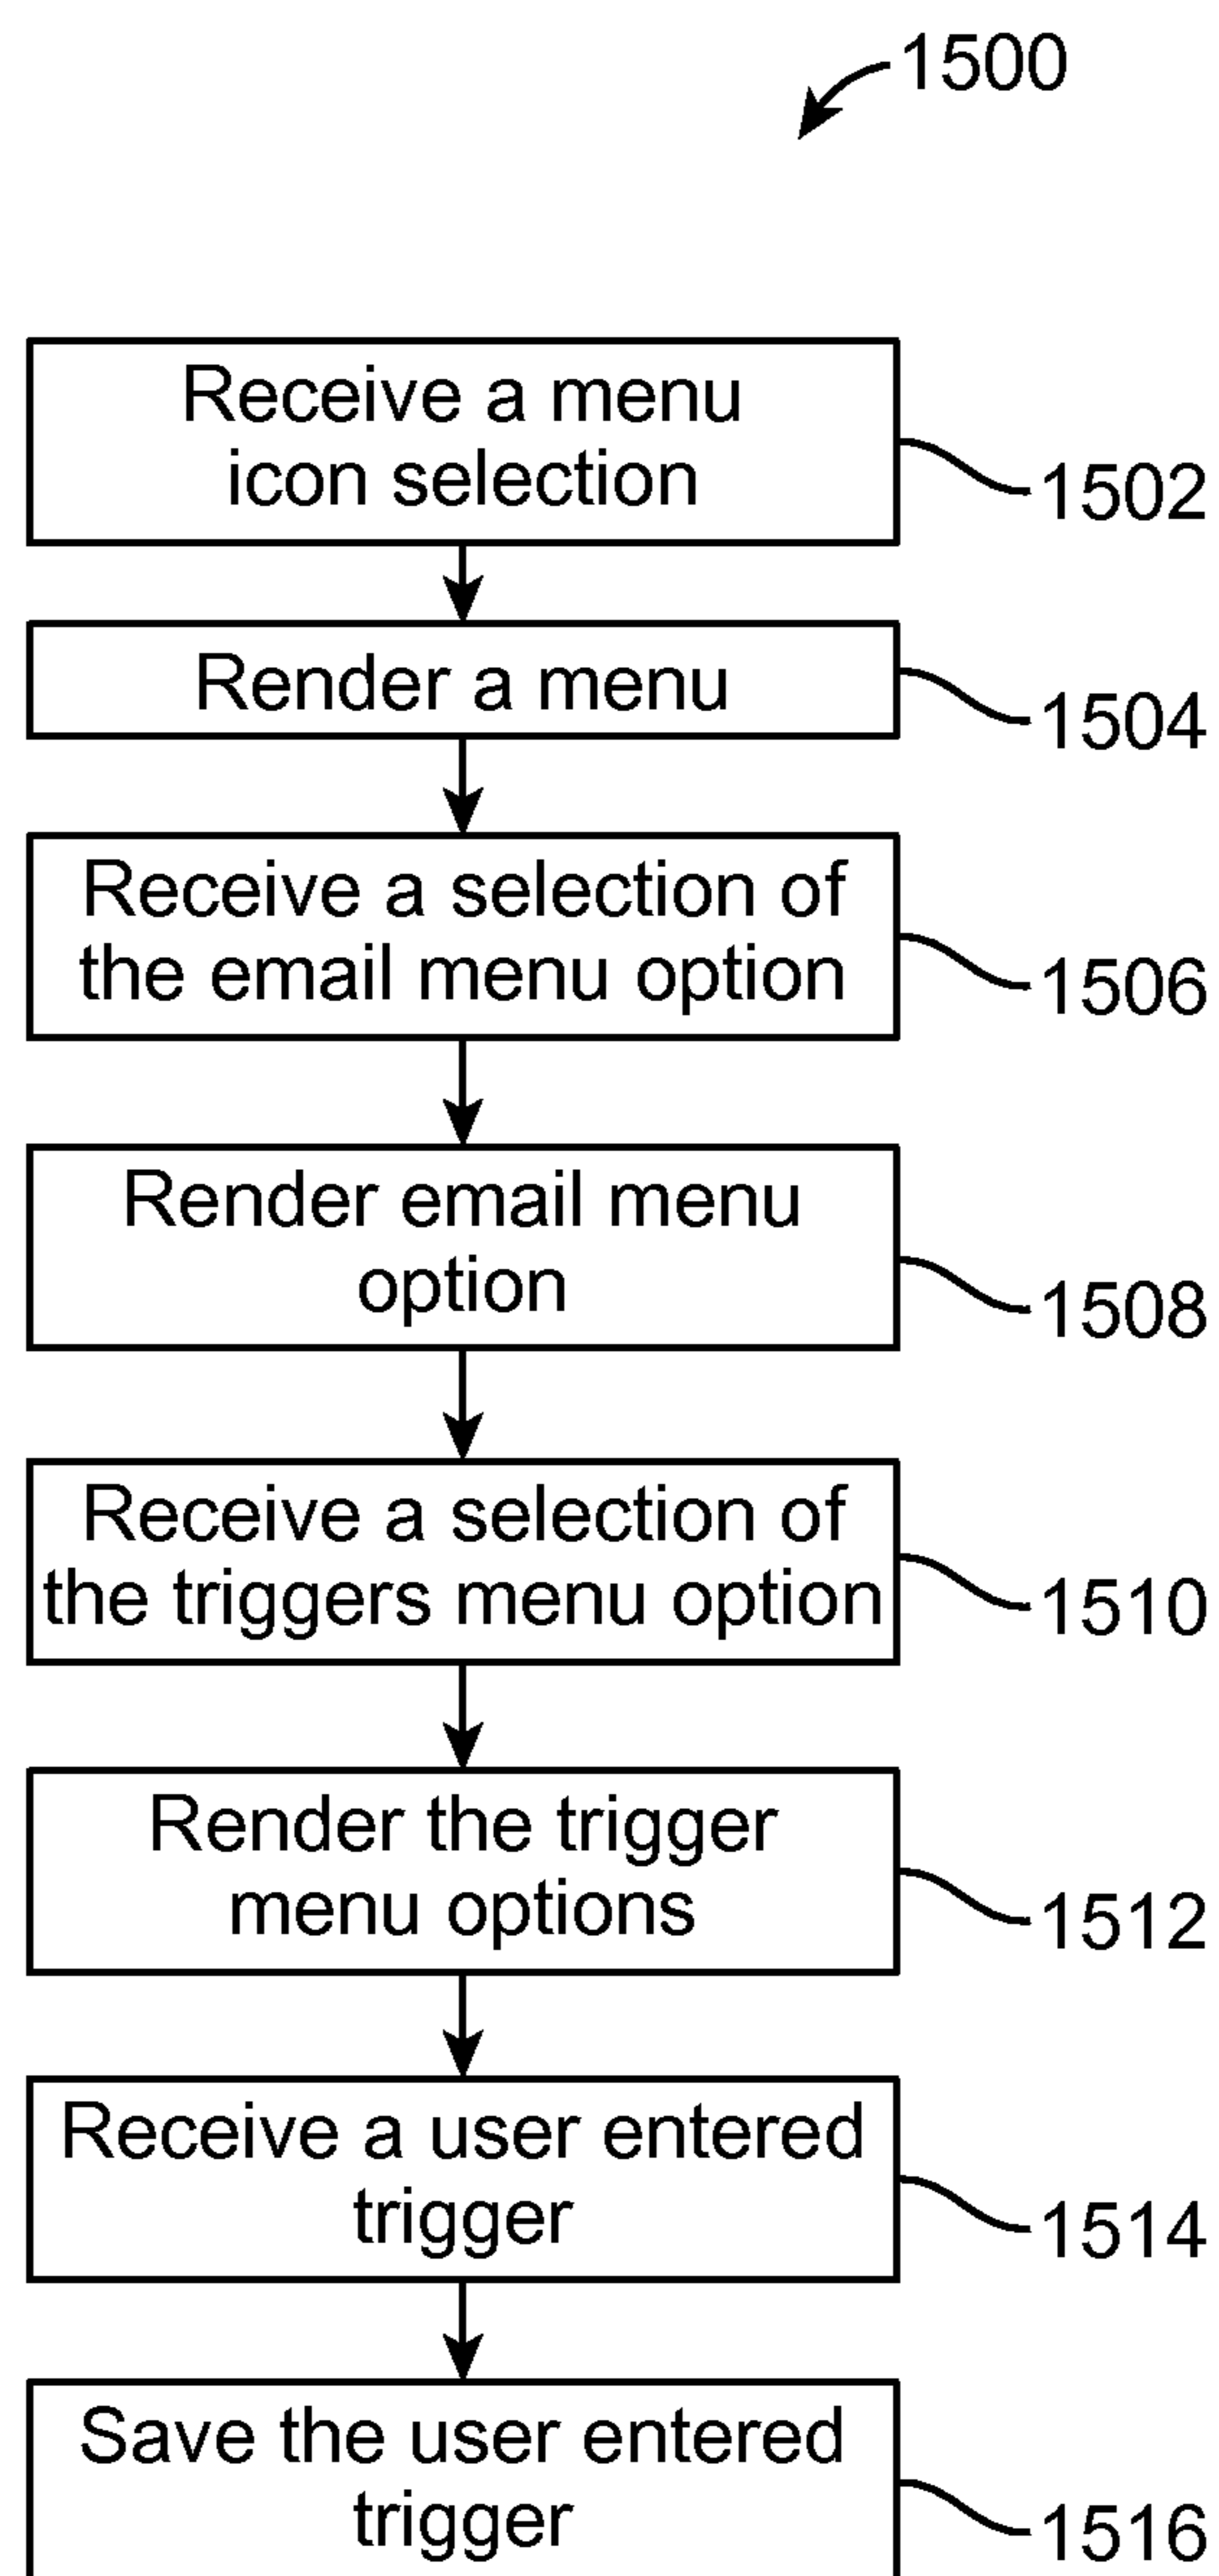 1500
Receive a menu
icon selection
1502
Render a menu
1504
Receive a selection of
the email menu option
1506
Render email menu
option
1508
Receive a selection of
the triggers menu option
1510
Render the trigger
menu options
1512
Receive a user entered
trigger
1514
Save the user entered
trigger
1516